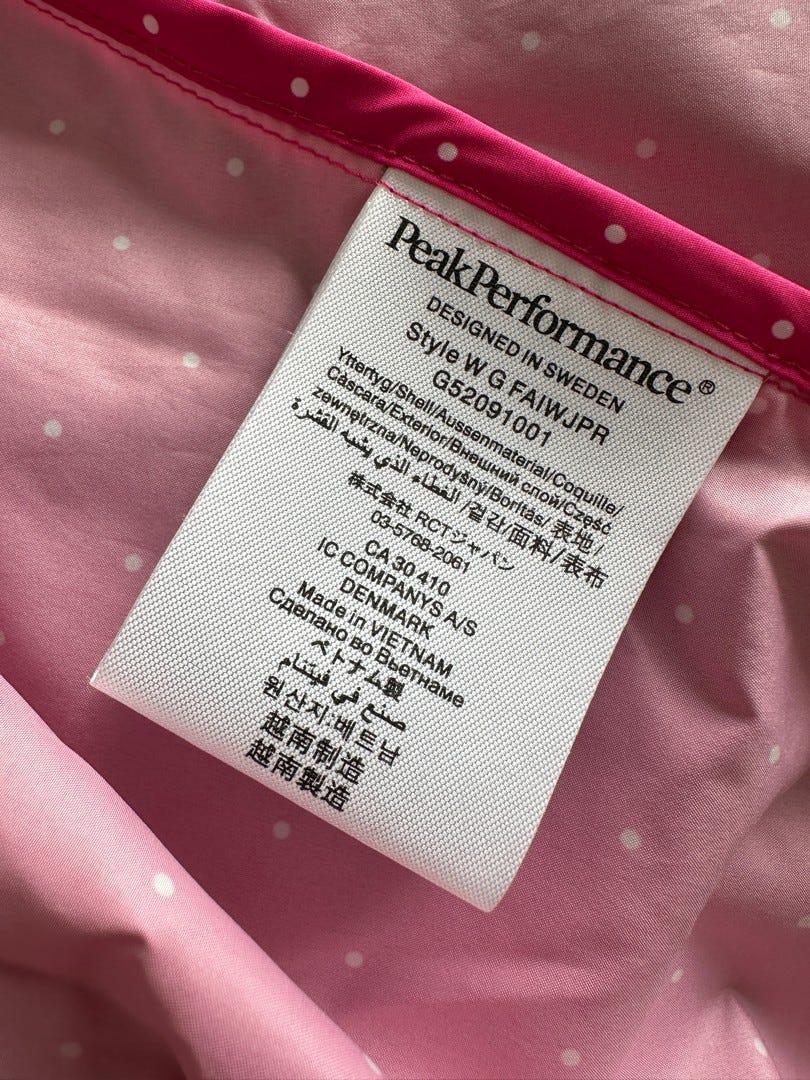 PeakPerformance®
DESIGNED IN SWEDEN
Style W G FAIWJPR
G52091001
Yttertyg/Shell/Aussenmaterial/Coquille/
Càscara/Exterior/Внешний слой/Część
zewnętrzna/Neprodyšný/Borítás/ 表地 /
الغطاء الذي يشبه القشرة / 겉감/面料/表布
株式会社 RCTジャパン
03-5768-2061
CA 30 410
IC COMPANYS A/S
DENMARK
Made in VIETNAM
Сделано во Вьетнаме
ベトナム製
صنع في فيتنام
원산지:베트남
越南制造
越南製造